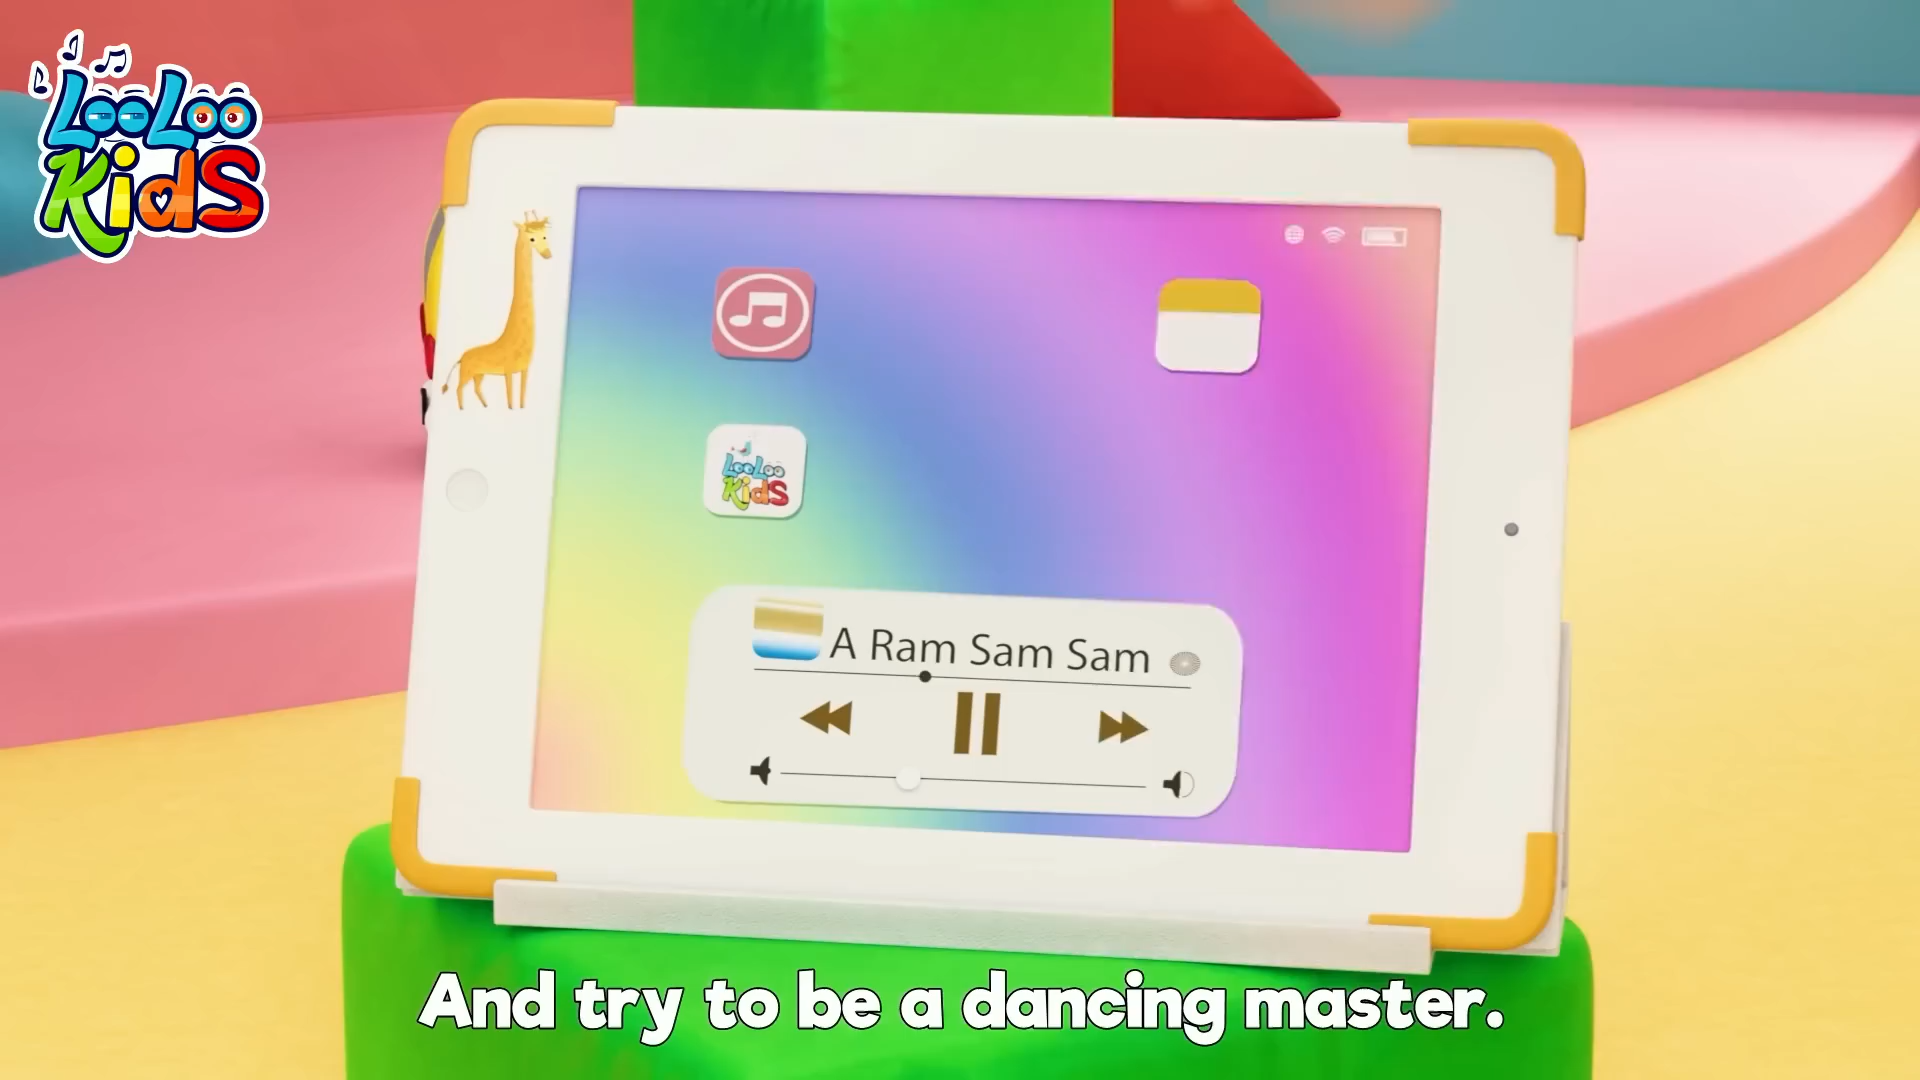 LooLoo
Kids
LooLoo
Kids
A Ram Sam Sam
And try to be a dancing master.